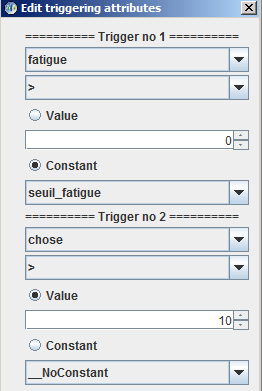 Edit triggering attributes
========== Trigger no 1 ==========
fatigue
>
Value
0
Constant
seuil_fatigue
========== Trigger no 2 ==========
chose
>
Value
10
Constant
__NoConstant